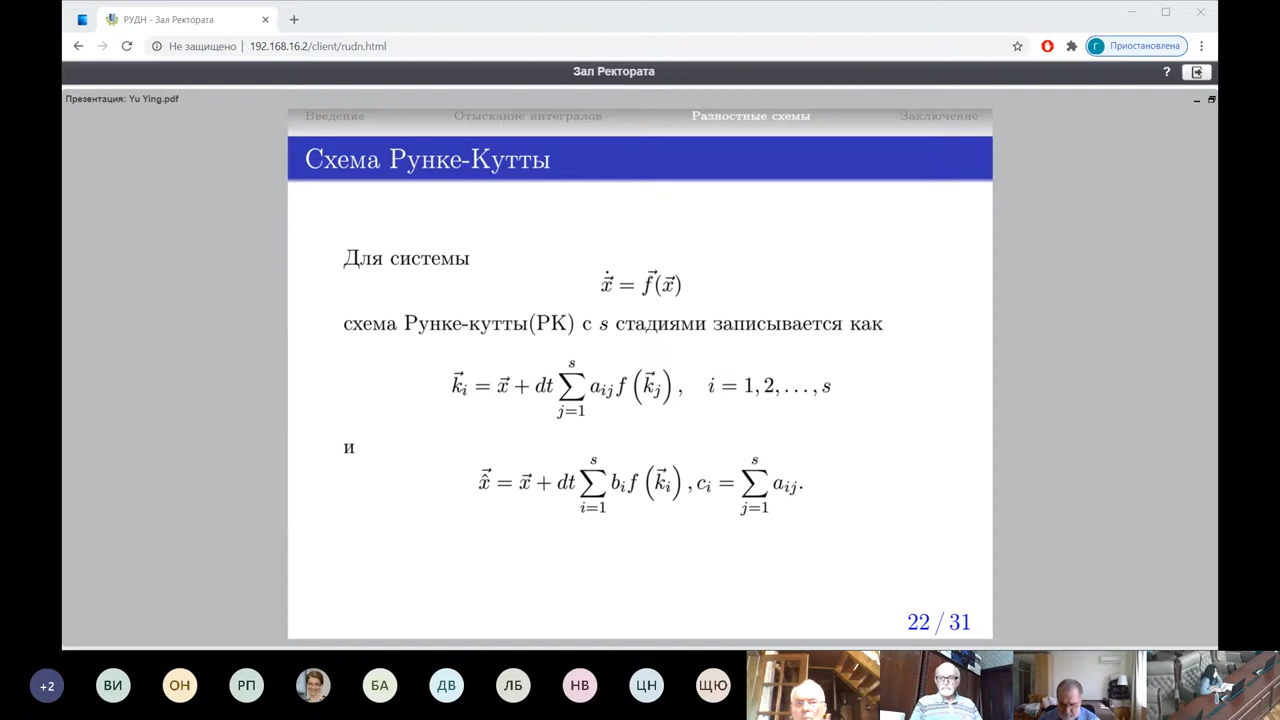 РУДН - Зал Ректората
Не защищено 192.168.16.2/client/rudn.html
Г Приостановлена
Зал Ректората
?
Презентация: Yu Ying.pdf
Введение Отыскание интегралов Разностные схемы Заключение
Схема Рунке-Кутты
Для системы
$\dot{\vec{x}} = \vec{f}(\vec{x})$
схема Рунке-кутты(РК) с s стадиями записывается как
$\vec{k}_i = \vec{x} + dt \sum_{j=1}^{s} a_{ij} f\left(\vec{k}_j\right), \quad i = 1, 2, \ldots, s$
и
$\vec{\hat{x}} = \vec{x} + dt \sum_{i=1}^{s} b_i f\left(\vec{k}_i\right), c_i = \sum_{j=1}^{s} a_{ij}.$
22 / 31
+2 ВИ ОН РП БА ДВ ЛБ НВ ЦН ЩЮ